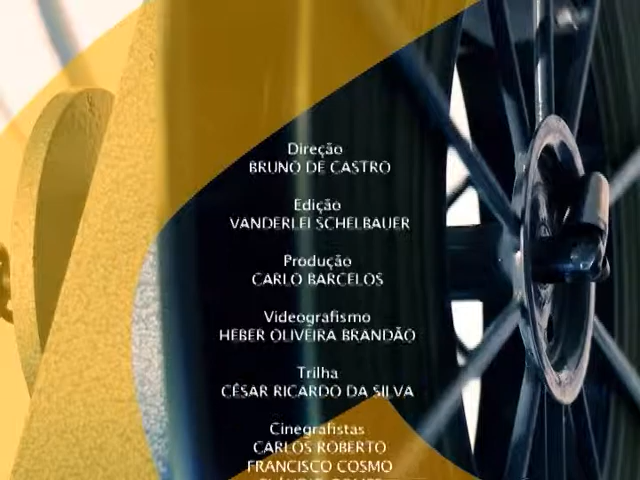 Direção
BRUNO DE CASTRO
Edição
VANDERLEI SCHELBAUER
Produção
CARLO BARCELOS
Videografismo
HEBER OLIVEIRA BRANDÃO
Trilha
CÉSAR RICARDO DA SILVA
Cinegrafistas
CARLOS ROBERTO
FRANCISCO COSMO